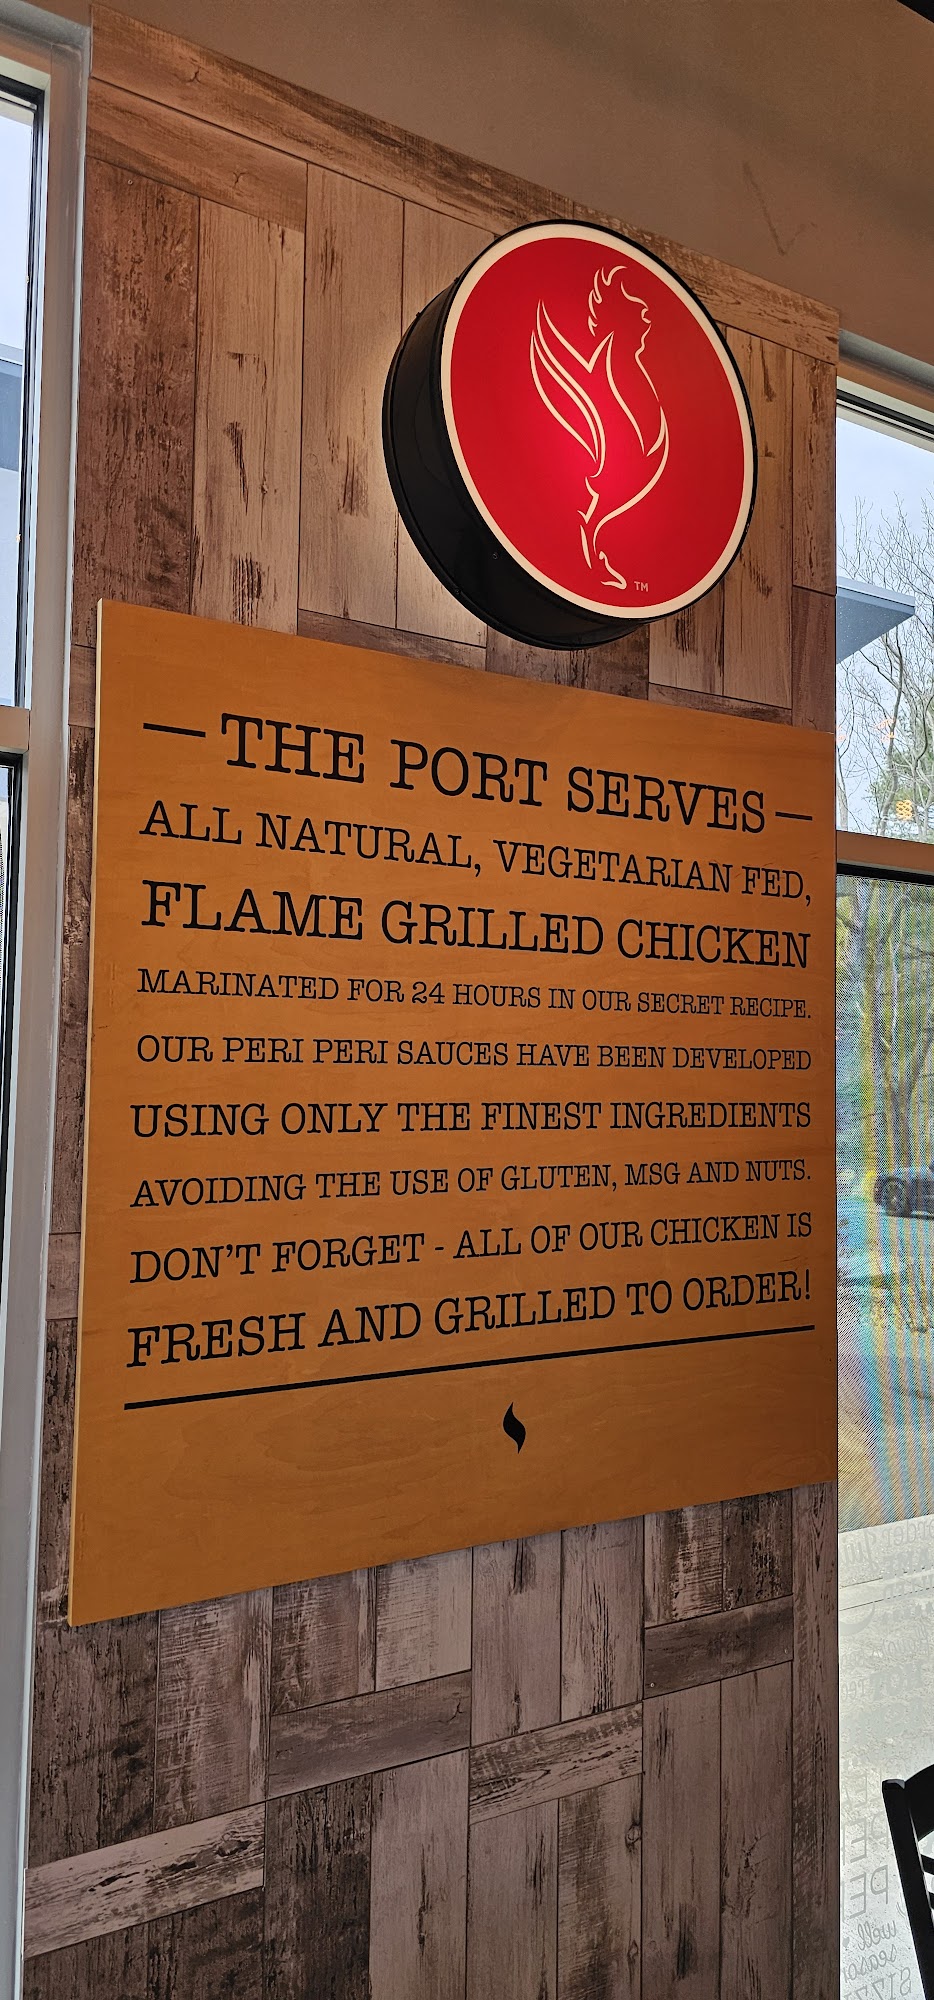 TM
— THE PORT SERVES —
ALL NATURAL, VEGETARIAN FED,
FLAME GRILLED CHICKEN
MARINATED FOR 24 HOURS IN OUR SECRET RECIPE.
OUR PERI PERI SAUCES HAVE BEEN DEVELOPED
USING ONLY THE FINEST INGREDIENTS
AVOIDING THE USE OF GLUTEN, MSG AND NUTS.
DON'T FORGET - ALL OF OUR CHICKEN IS
FRESH AND GRILLED TO ORDER!
well